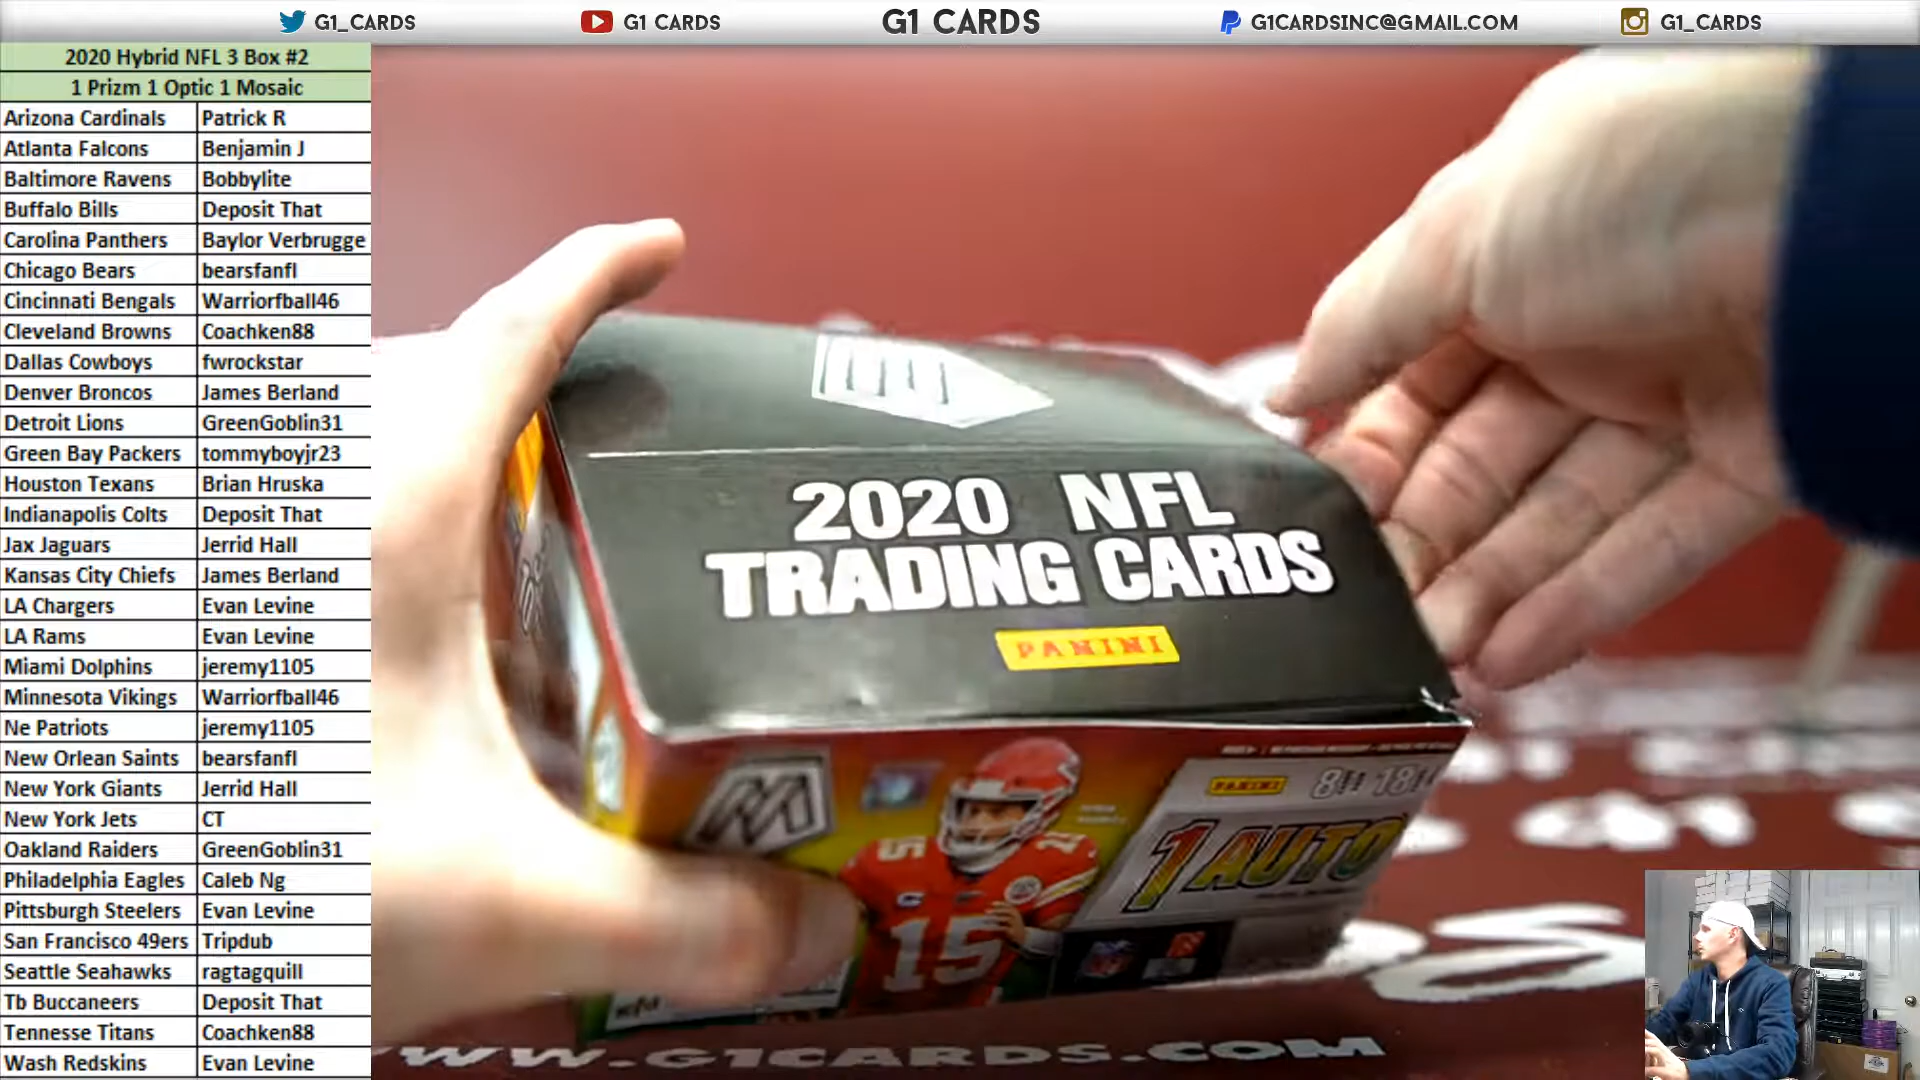 G1_CARDS
G1 CARDS
G1 CARDS
G1CARDSINC@GMAIL.COM
G1_CARDS
2020 Hybrid NFL 3 Box #2
1 Prizm 1 Optic 1 Mosaic
Arizona Cardinals Patrick R
Atlanta Falcons Benjamin J
Baltimore Ravens Bobbylite
Buffalo Bills Deposit That
Carolina Panthers Baylor Verbrugge
Chicago Bears bearsfanfl
Cincinnati Bengals Warriorfball46
Cleveland Browns Coachken88
Dallas Cowboys fwrockstar
Denver Broncos James Berland
Detroit Lions GreenGoblin31
Green Bay Packers tommyboyjr23
Houston Texans Brian Hruska
Indianapolis Colts Deposit That
Jax Jaguars Jerrid Hall
Kansas City Chiefs James Berland
LA Chargers Evan Levine
LA Rams Evan Levine
Miami Dolphins jeremy1105
Minnesota Vikings Warriorfball46
Ne Patriots jeremy1105
New Orlean Saints bearsfanfl
New York Giants Jerrid Hall
New York Jets CT
Oakland Raiders GreenGoblin31
Philadelphia Eagles Caleb Ng
Pittsburgh Steelers Evan Levine
San Francisco 49ers Tripdub
Seattle Seahawks ragtagquill
Tb Buccaneers Deposit That
Tennesse Titans Coachken88
Wash Redskins Evan Levine
2020 NFL
TRADING CARDS
PANINI
PANINI
1 AUTO
15
15
WWW.G1CARDS.COM